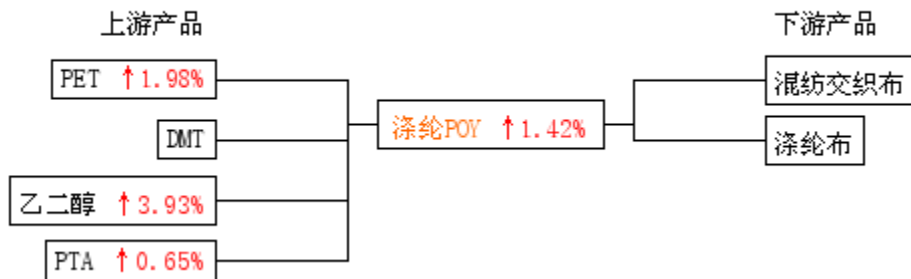 上游产品
下游产品
PET ↑1.98%
混纺交织布
涤纶POY ↑1.42%
DMT
涤纶布
乙二醇 ↑3.93%
PTA ↑0.65%